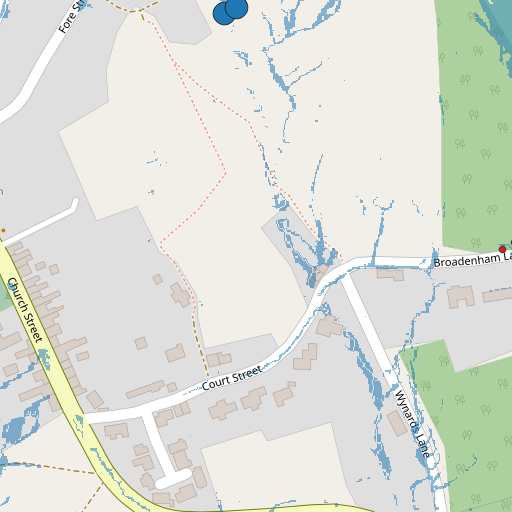 Fore St
Broadenham La
Church Street
Court Street
Wynards Lane